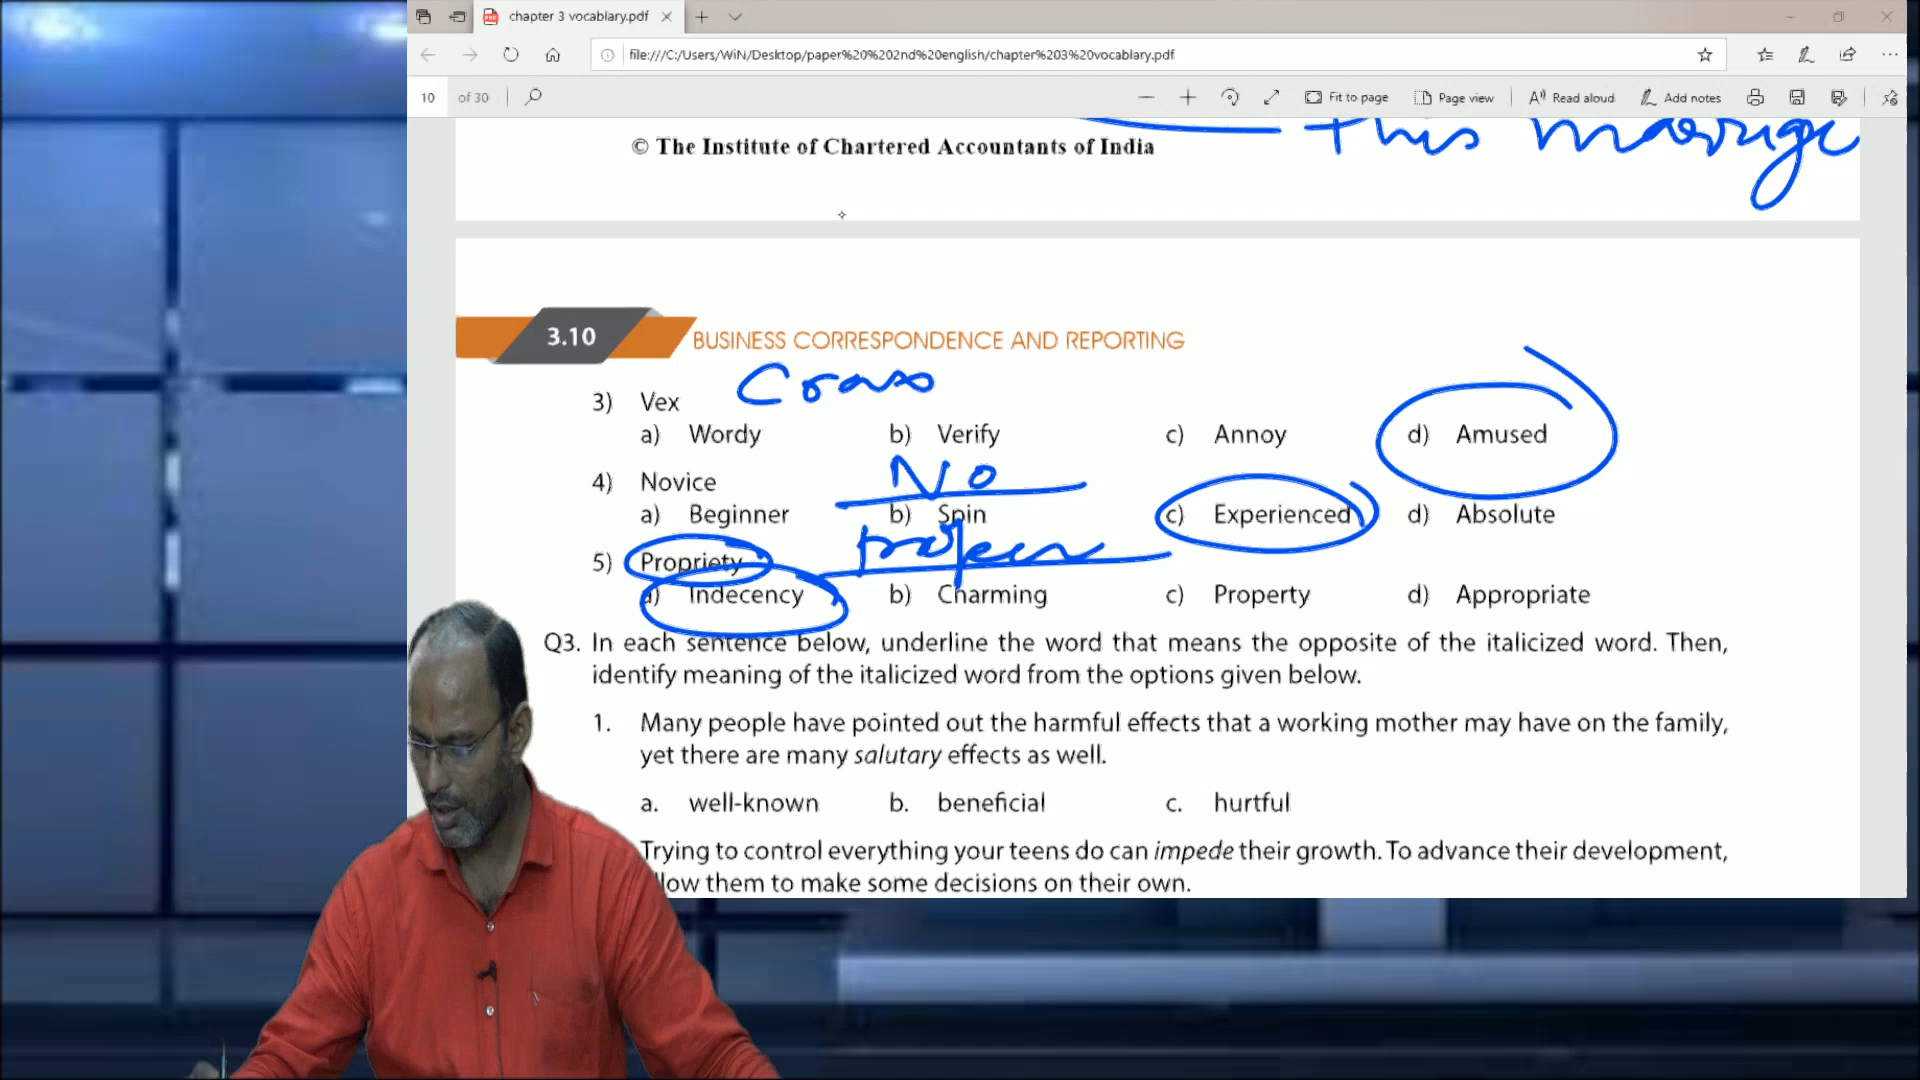 chapter 3 vocablary.pdf
file:///C:/Users/WiN/Desktop/paper%20%202nd%20english/chapter%203%20vocablary.pdf
10 of 30 Fit to page Page view Read aloud Add notes
© The Institute of Chartered Accountants of India
This
3.10 BUSINESS CORRESPONDENCE AND REPORTING
3) Vex
a) Wordy b) Verify c) Annoy d) Amused
No
4) Novice
a) Beginner b) Spin c) Experienced d) Absolute
5) Propriety
a) Indecency b) Charming c) Property d) Appropriate
Q3. In each sentence below, underline the word that means the opposite of the italicized word. Then,
identify meaning of the italicized word from the options given below.
1. Many people have pointed out the harmful effects that a working mother may have on the family,
yet there are many salutary effects as well.
a. well-known b. beneficial c. hurtful
Trying to control everything your teens do can impede their growth. To advance their development,
low them to make some decisions on their own.